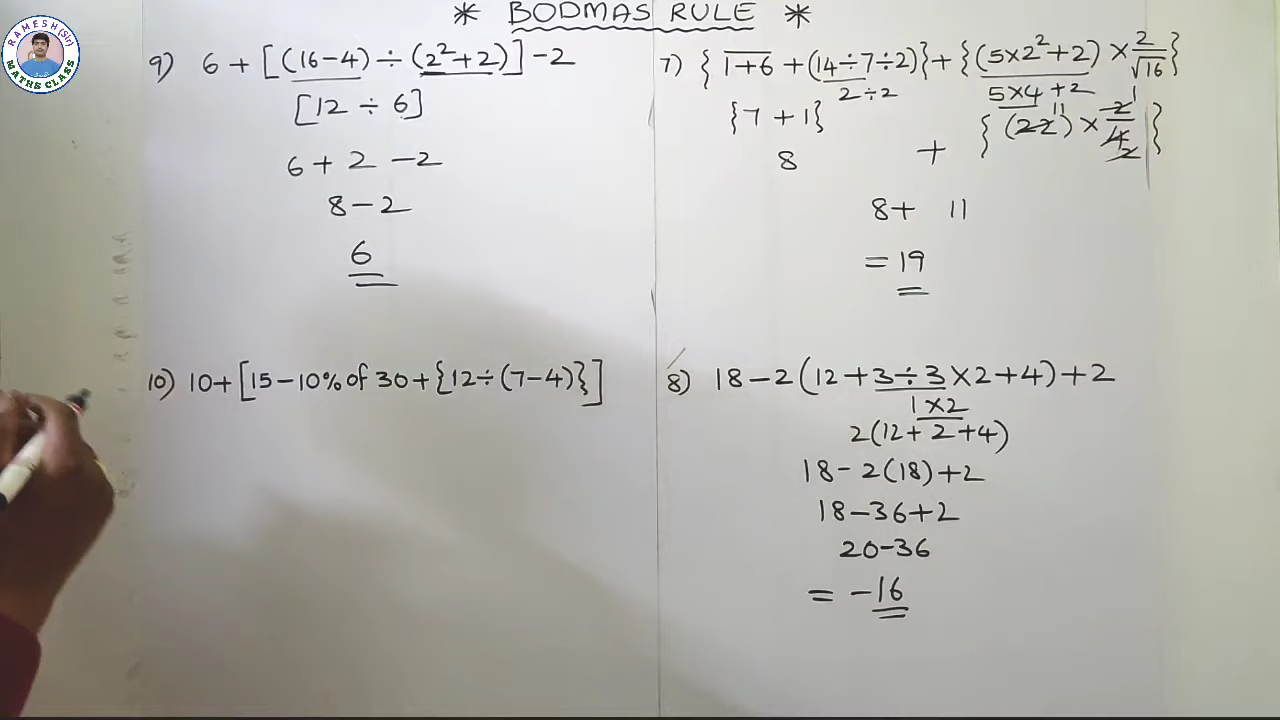 RAMESH(Sir)
MATHS CLASS
* BODMAS RULE *
9) 6 + [(16-4) ÷ (2²+2)] -2
[12 ÷ 6]
6 + 2 -2
8 - 2
6
10) 10+[15-10% of 30+{12÷(7-4)}]
7) {1+6 + (14÷7÷2)} + {(5×2²+2) × 2/√16}
2÷2
5×4 +2
{7 + 1}
{(22) × 2/4}
11
1
2
8 +
8+ 11
= 19
8) 18-2(12+3÷3×2+4)+2
1×2
2(12+2+4)
18-2(18)+2
18-36+2
20-36
= -16